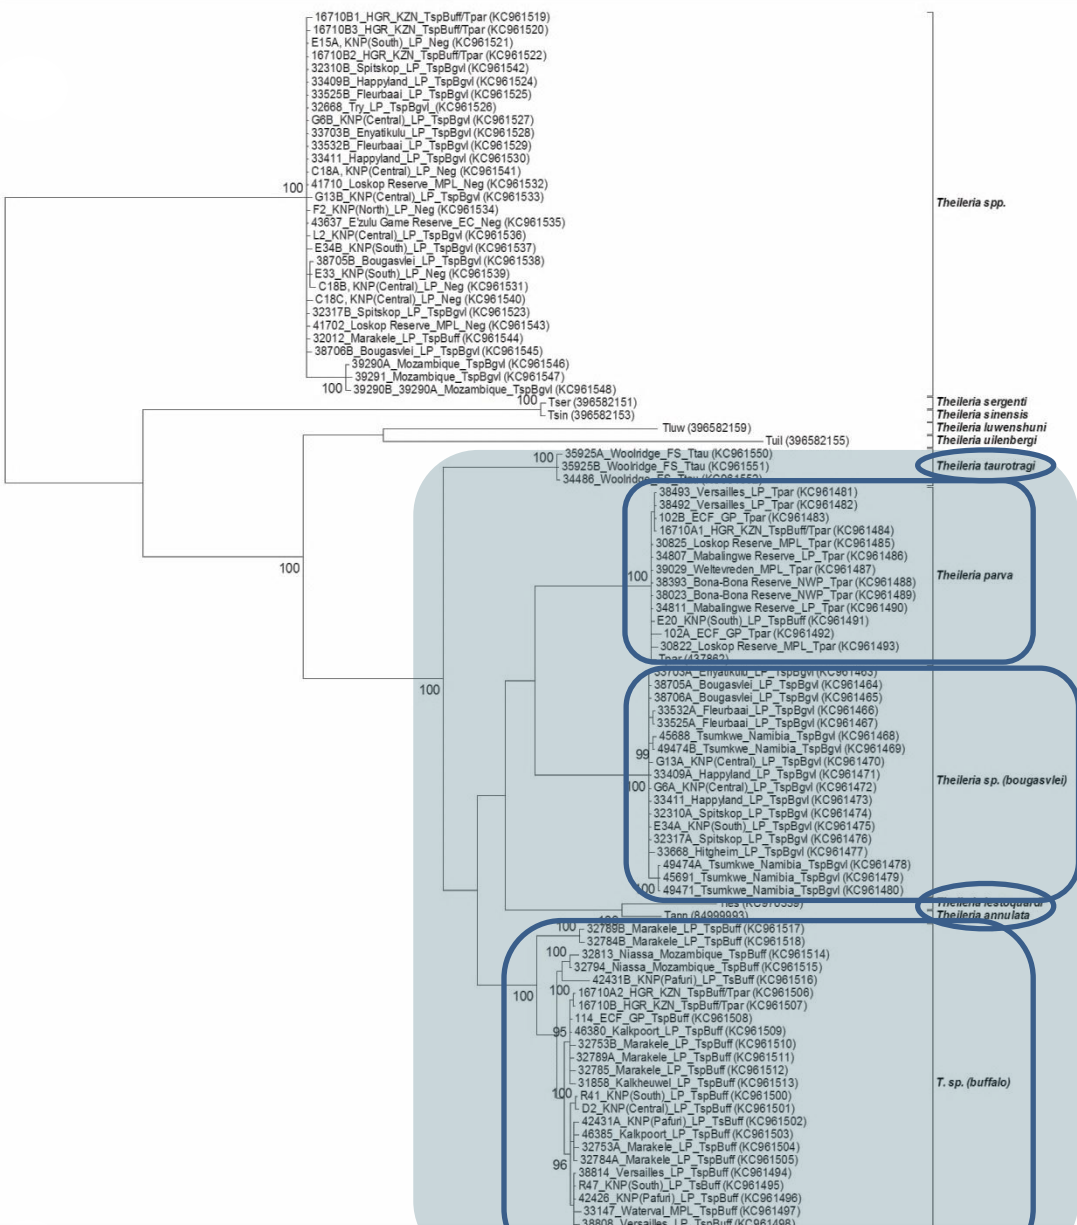 16710B1_HGR_KZN_TspBuff/Tpar (KC961519)
16710B3_HGR_KZN_TspBuff/Tpar (KC961520)
E15A, KNP(South)_LP_Neg (KC961521)
16710B2_HGR_KZN_TspBuff/Tpar (KC961522)
32310B_Spitskop_LP_TspBgvl (KC961542)
33409B_Happyland_LP_TspBgvl (KC961524)
33525B_Fleurbaai_LP_TspBgvl (KC961525)
32668_Try_LP_TspBgvl_(KC961526)
G6B_KNP(Central)_LP_TspBgvl (KC961527)
33703B_Enyatikulu_LP_TspBgvl (KC961528)
33532B_Fleurbaai_LP_TspBgvl (KC961529)
33411_Happyland_LP_TspBgvl (KC961530)
C18A, KNP(Central)_LP_Neg (KC961541)
41710_Loskop Reserve_MPL_Neg (KC961532)
100
G13B_KNP(Central)_LP_TspBgvl (KC961533)
Theileria spp.
F2_KNP(North)_LP_Neg (KC961534)
43637_E'zulu Game Reserve_EC_Neg (KC961535)
L2_KNP(Central)_LP_TspBgvl (KC961536)
E34B_KNP(South)_LP_TspBgvl (KC961537)
38705B_Bougasvlei_LP_TspBgvl (KC961538)
E33_KNP(South)_LP_Neg (KC961539)
C18B, KNP(Central)_LP_Neg (KC961531)
C18C, KNP(Central)_LP_Neg (KC961540)
32317B_Spitskop_LP_TspBgvl (KC961523)
41702_Loskop Reserve_MPL_Neg (KC961543)
32012_Marakele_LP_TspBuff (KC961544)
38706B_Bougasvlei_LP_TspBgvl (KC961545)
39290A_Mozambique_TspBgvl (KC961546)
39291_Mozambique_TspBgvl (KC961547)
100
39290B_39290A_Mozambique_TspBgvl (KC961548)
100
Tser (396582151)
Theileria sergenti
Tsin (396582153)
Theileria sinensis
Tluw (396582159)
Theileria luwenshuni
Tuil (396582155)
Theileria uilenbergi
35925A_Woolridge_FS_Ttau (KC961550)
100
35925B_Woolridge_FS_Ttau (KC961551)
Theileria taurotragi
34486_Woolridge_FS_Ttau
38493_Versailles_LP_Tpar (KC961481)
38492_Versailles_LP_Tpar (KC961482)
102B_ECF_GP_Tpar (KC961483)
16710A1_HGR_KZN_TspBuff/Tpar (KC961484)
30825_Loskop Reserve_MPL_Tpar (KC961485)
34807_Mabalingwe Reserve_LP_Tpar (KC961486)
100
39029_Weltevreden_MPL_Tpar (KC961487)
100
Theileria parva
38393_Bona-Bona Reserve_NWP_Tpar (KC961488)
38023_Bona-Bona Reserve_NWP_Tpar (KC961489)
34811_Mabalingwe Reserve_LP_Tpar (KC961490)
E20_KNP(South)_LP_TspBuff (KC961491)
102A_ECF_GP_Tpar (KC961492)
30822_Loskop Reserve_MPL_Tpar (KC961493)
Tpar (437862)
33703A_Enyatikulu_LP_TspBgvl (KC961463)
38705A_Bougasvlei_LP_TspBgvl (KC961464)
100
38706A_Bougasvlei_LP_TspBgvl (KC961465)
33532A_Fleurbaai_LP_TspBgvl (KC961466)
33525A_Fleurbaai_LP_TspBgvl (KC961467)
45688_Tsumkwe_Namibia_TspBgvl (KC961468)
99
49474B_Tsumkwe_Namibia_TspBgvl (KC961469)
G13A_KNP(Central)_LP_TspBgvl (KC961470)
33409A_Happyland_LP_TspBgvl (KC961471)
Theileria sp. (bougasvlei)
100
G6A_KNP(Central)_LP_TspBgvl (KC961472)
33411_Happyland_LP_TspBgvl (KC961473)
32310A_Spitskop_LP_TspBgvl (KC961474)
E34A_KNP(South)_LP_TspBgvl (KC961475)
32317A_Spitskop_LP_TspBgvl (KC961476)
33668_Hitgheim_LP_TspBgvl (KC961477)
49474A_Tsumkwe_Namibia_TspBgvl (KC961478)
45691_Tsumkwe_Namibia_TspBgvl (KC961479)
100
49471_Tsumkwe_Namibia_TspBgvl (KC961480)
Theileria lestoquardi
100
Tann (84999993)
Theileria annulata
100
32789B_Marakele_LP_TspBuff (KC961517)
32784B_Marakele_LP_TspBuff (KC961518)
100
32813_Niassa_Mozambique_TspBuff (KC961514)
32794_Niassa_Mozambique_TspBuff (KC961515)
42431B_KNP(Pafuri)_LP_TsBuff (KC961516)
100
100
16710A2_HGR_KZN_TspBuff/Tpar (KC961506)
16710B_HGR_KZN_TspBuff/Tpar (KC961507)
114_ECF_GP_TspBuff (KC961508)
95
46380_Kalkpoort_LP_TspBuff (KC961509)
32753B_Marakele_LP_TspBuff (KC961510)
32789A_Marakele_LP_TspBuff (KC961511)
32785_Marakele_LP_TspBuff (KC961512)
31858_Kalkheuwel_LP_TspBuff (KC961513)
T. sp. (buffalo)
100
R41_KNP(South)_LP_TspBuff (KC961500)
D2_KNP(Central)_LP_TspBuff (KC961501)
42431A_KNP(Pafuri)_LP_TsBuff (KC961502)
46385_Kalkpoort_LP_TspBuff (KC961503)
32753A_Marakele_LP_TspBuff (KC961504)
32784A_Marakele_LP_TspBuff (KC961505)
96
38814_Versailles_LP_TspBuff (KC961494)
R47_KNP(South)_LP_TsBuff (KC961495)
42426_KNP(Pafuri)_LP_TspBuff (KC961496)
33147_Waterval_MPL_TspBuff (KC961497)
38808_Versailles_LP_TspBuff (KC961498)